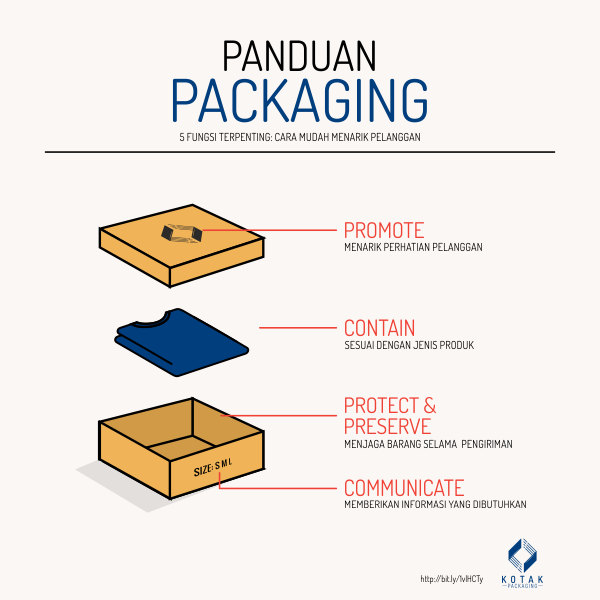 PANDUAN
PACKAGING
5 FUNGSI TERPENTING: CARA MUDAH MENARIK PELANGGAN
PROMOTE
MENARIK PERHATIAN PELANGGAN
CONTAIN
SESUAI DENGAN JENIS PRODUK
PROTECT &
PRESERVE
MENJAGA BARANG SELAMA PENGIRIMAN
SIZE: S M L
COMMUNICATE
MEMBERIKAN INFORMASI YANG DIBUTUHKAN
http://bit.ly/1vlHCTy
KOTAK
PACKAGING